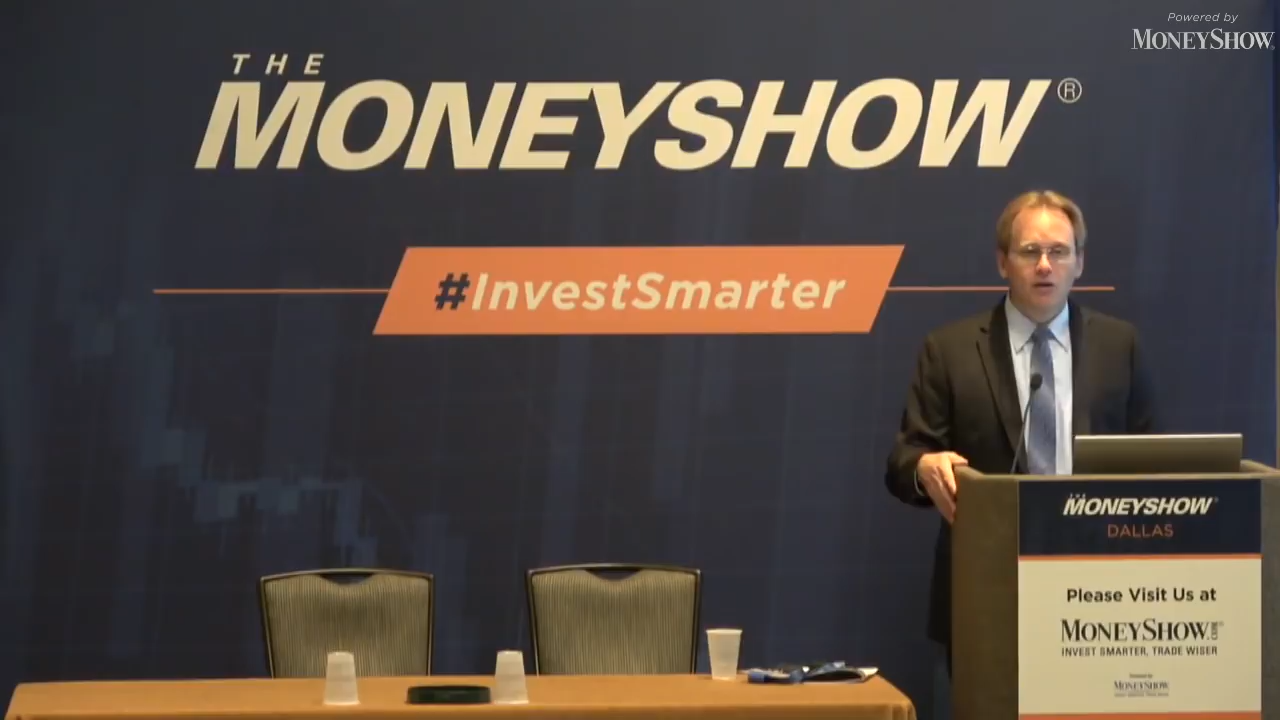 Powered by
MONEYSHOW
THE
MONEYSHOW®
#InvestSmarter
THE
MONEYSHOW
DALLAS
Please Visit Us at
MONEYSHOW.COM
INVEST SMARTER, TRADE WISER
MONEYSHOW